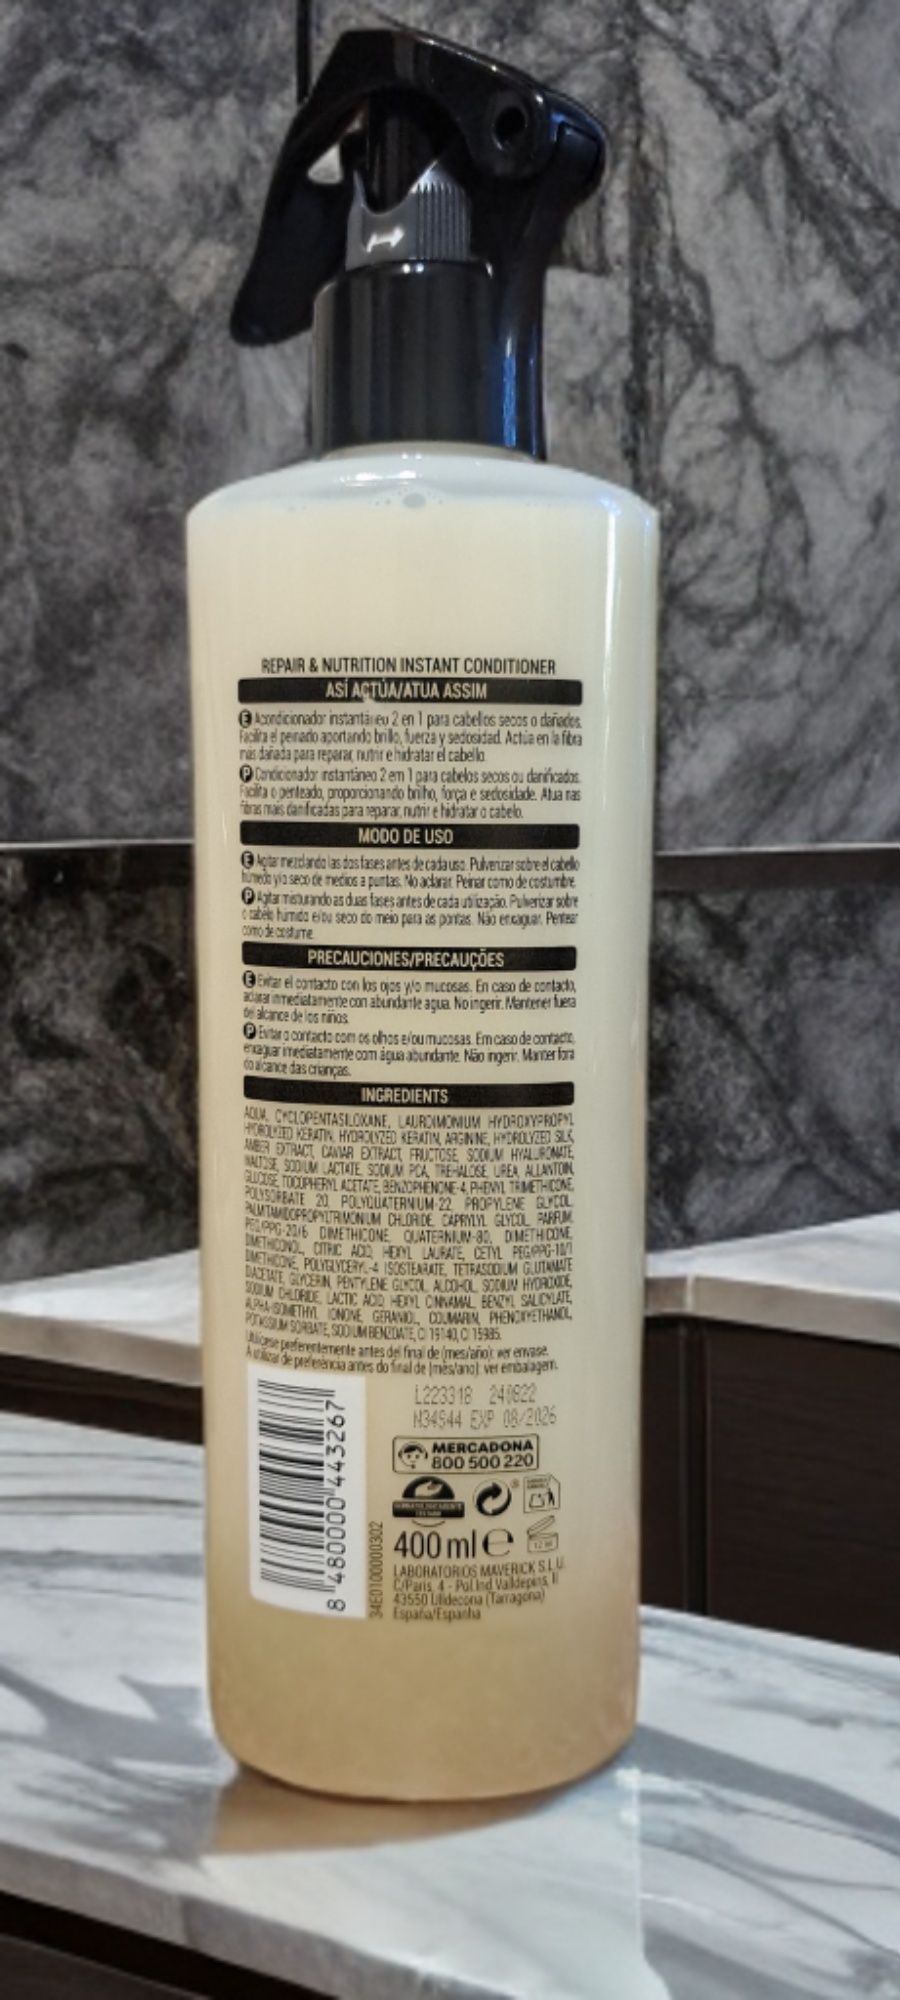 REPAIR & NUTRITION INSTANT CONDITIONER
ASÍ ACTÚA/ATUA ASSIM
E Acondicionador instantáneo 2 en 1 para cabellos secos o dañados.
Facilita el peinado aportando brillo, fuerza y sedosidad. Actúa en la fibra
más dañada para reparar, nutrir e hidratar el cabello.
P Condicionador instantáneo 2 em 1 para cabelos secos ou danificados.
Facilita o penteado, proporcionando brilho, força e sedosidade. Atua nas
fibras mais danificadas para reparar, nutrir e hidratar o cabelo.
MODO DE USO
E Agitar mezclando las dos fases antes de cada uso. Pulverizar sobre el cabello
húmedo y/o seco de medios a puntas. No aclarar. Peinar como de costumbre.
P Agitar misturando as duas fases antes de cada utilização. Pulverizar sobre
o cabelo húmido e/ou seco do meio para as pontas. Não enxaguar. Pentear
como de costume.
PRECAUCIONES/PRECAUÇÕES
E Evitar el contacto con los ojos y/o mucosas. En caso de contacto,
aclarar inmediatamente con abundante agua. No ingerir. Mantener fuera
del alcance de los niños.
P Evitar o contacto com os olhos e/ou mucosas. Em caso de contacto,
enxaguar imediatamente com água abundante. Não ingerir. Manter fora
do alcance das crianças.
INGREDIENTS
AQUA, CYCLOPENTASILOXANE, LAURDIMONIUM HYDROXYPROPYL
HYDROLYZED KERATIN, HYDROLYZED KERATIN, ARGININE, HYDROLYZED SILK,
AMBER EXTRACT, CAVIAR EXTRACT, FRUCTOSE, SODIUM HYALURONATE,
MALTOSE, SODIUM LACTATE, SODIUM PCA, TREHALOSE, UREA, ALLANTOIN,
GLUCOSE, TOCOPHERYL ACETATE, BENZOPHENONE-4, PHENYL TRIMETHICONE,
POLYSORBATE 20, POLYQUATERNIUM-22, PROPYLENE GLYCOL,
PALMITAMIDOPROPYLTRIMONIUM CHLORIDE, CAPRYLYL GLYCOL, PARFUM,
PEG/PPG-20/6 DIMETHICONE, QUATERNIUM-80, DIMETHICONE,
DIMETHICONOL, CITRIC ACID, HEXYL LAURATE, CETYL PEG/PPG-10/1
DIMETHICONE, POLYGLYCERYL-4 ISOSTEARATE, TETRASODIUM GLUTAMATE
DIACETATE, GLYCERIN, PENTYLENE GLYCOL, ALCOHOL, SODIUM HYDROXIDE,
SODIUM CHLORIDE, LACTIC ACID, HEXYL CINNAMAL, BENZYL SALICYLATE,
ALPHA-ISOMETHYL IONONE, GERANIOL, COUMARIN, PHENOXYETHANOL,
POTASSIUM SORBATE, SODIUM BENZOATE, CI 19140, CI 15985.
Utilícese preferentemente antes del final de (mes/año): ver envase.
A utilizar de preferência antes do final de (mês/ano): ver embalagem.
L223318 240822
N34544 EXP 08/2026
MERCADONA
800 500 220
400 ml e
12 M
LABORATORIOS MAVERICK S.L.U.
C/París, 4 - Pol.Ind Valldepins, II
43550 Ulldecona (Tarragona)
España/Espanha
8 480000 443267
34E0100000302